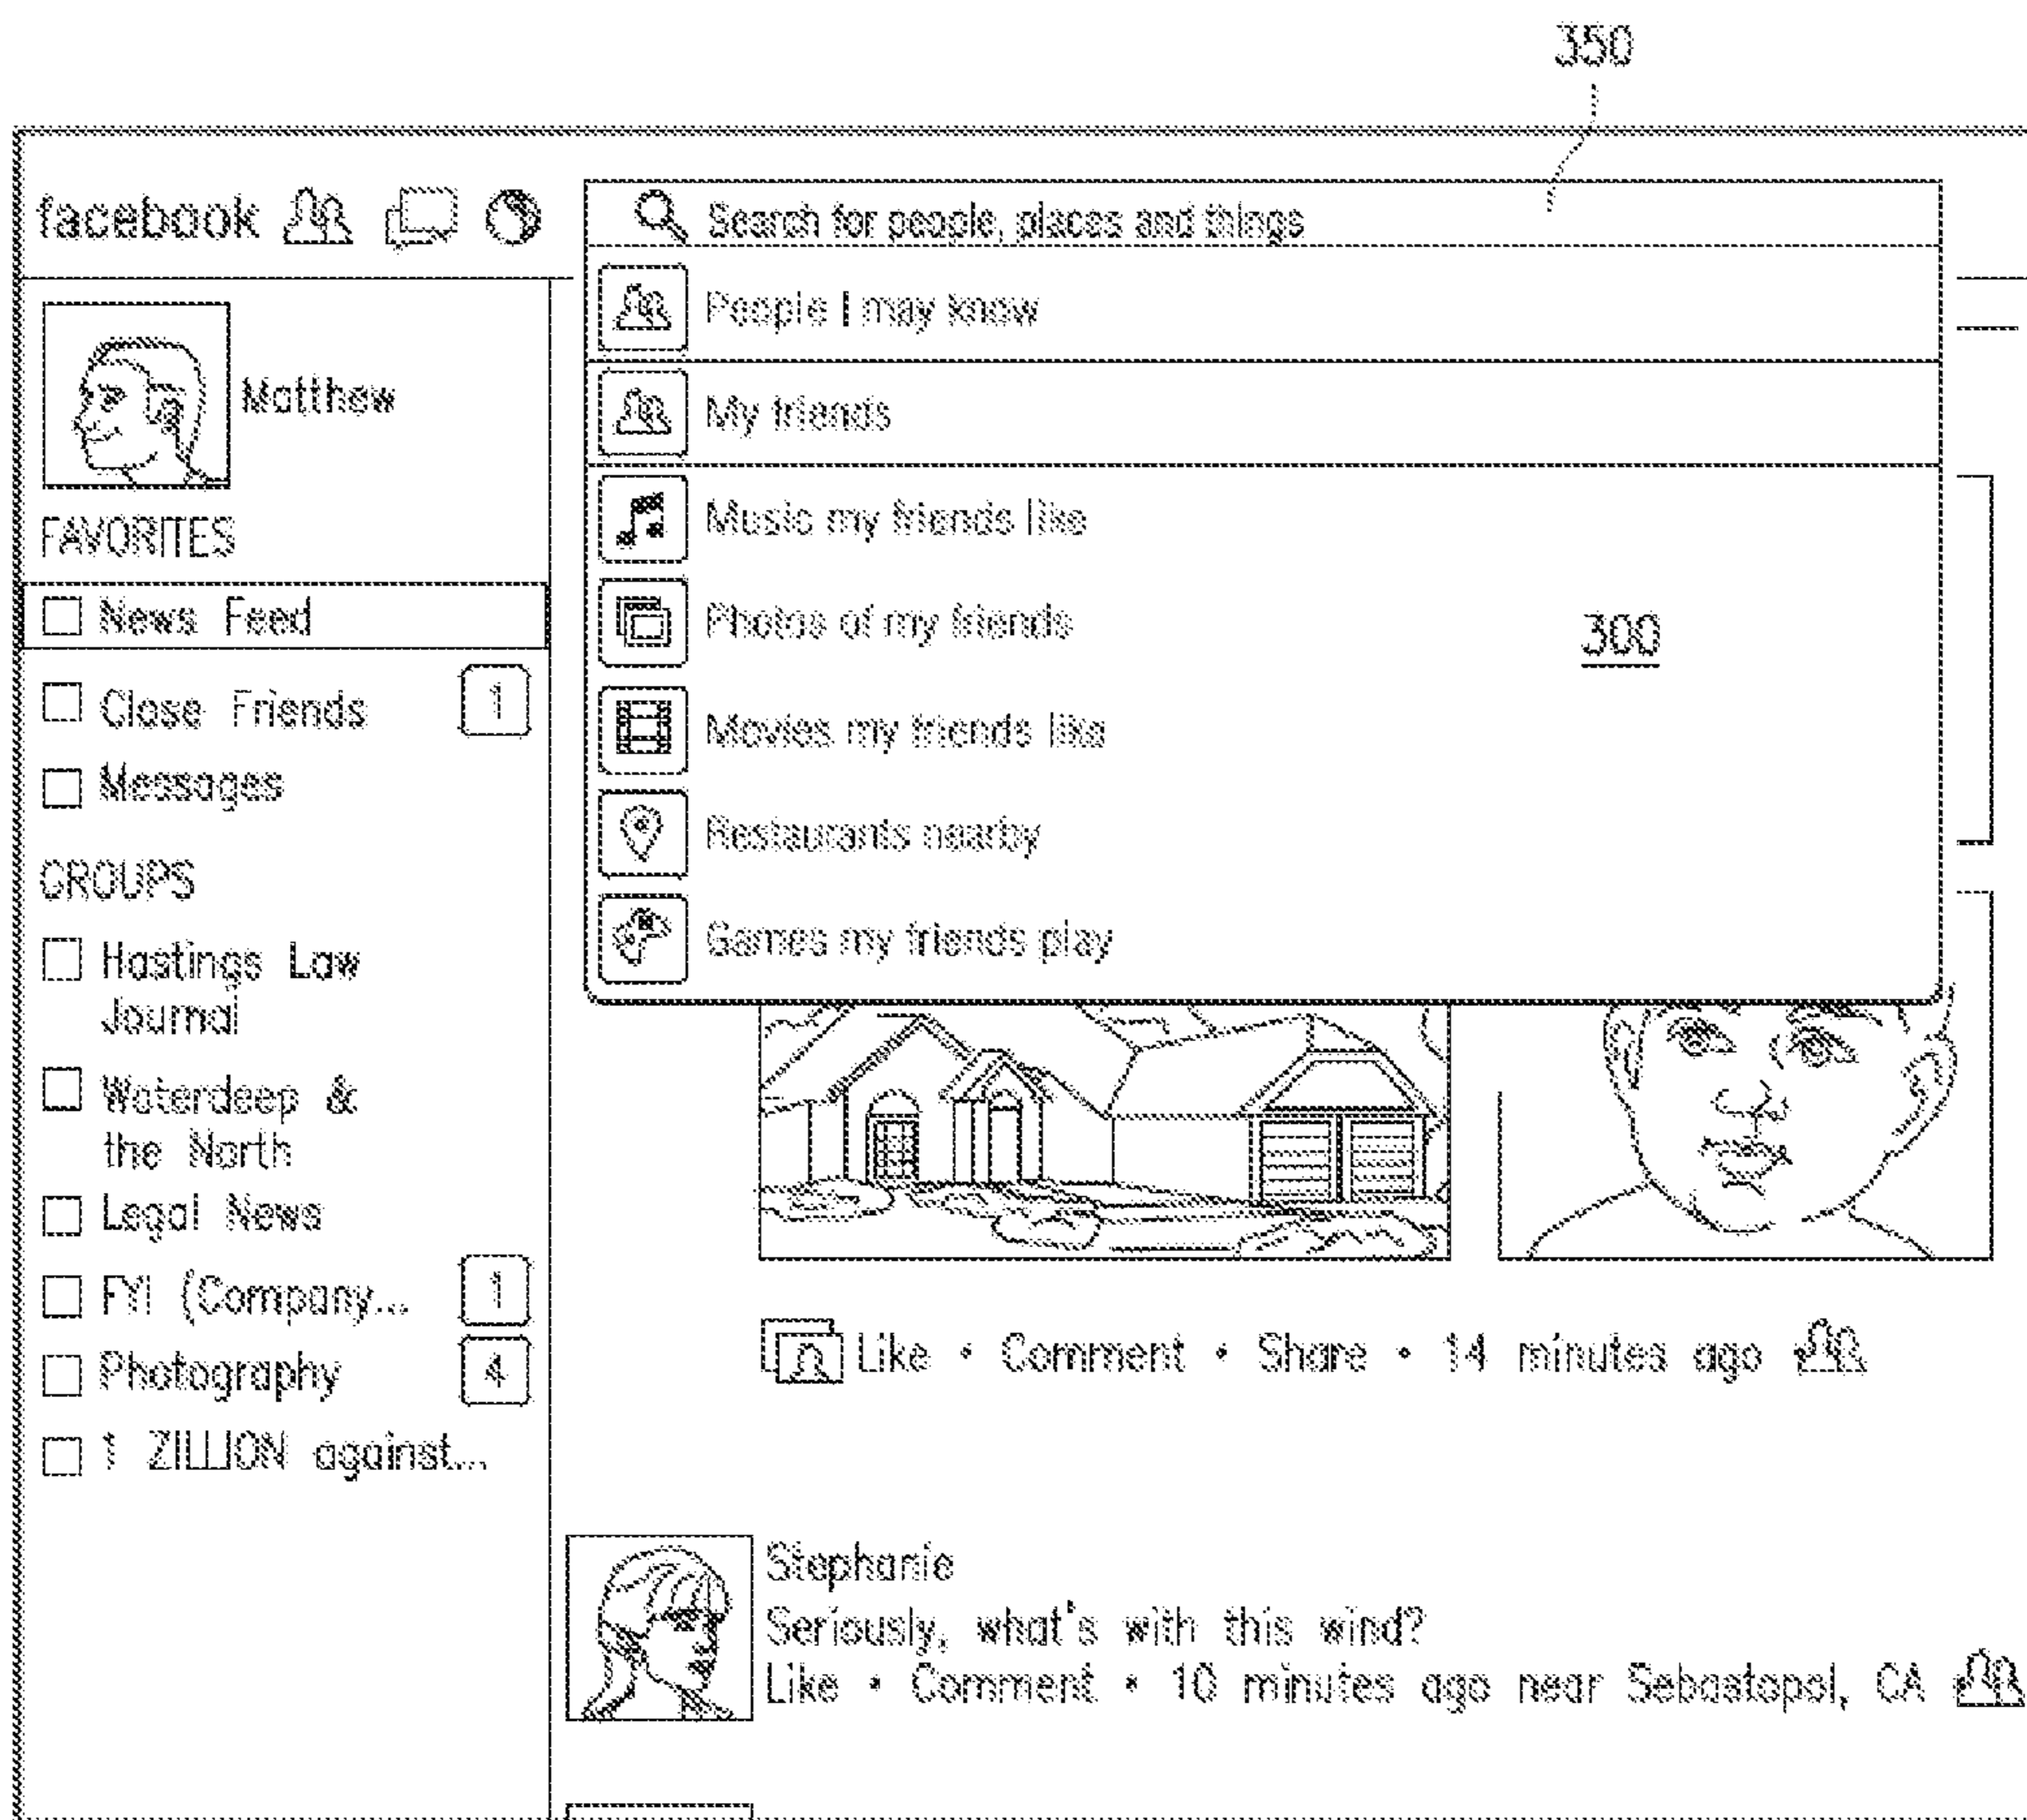 350
facebook
Search for people, places and things
People I may know
My friends
Music my friends like
Photos of my friends
300
Movies my friends like
Restaurants nearby
Games my friends play
Matthew
FAVORITES
News Feed
Close Friends 1
Messages
GROUPS
Hastings Law
Journal
Waterdeep &
the North
Legal News
FYI (Company... 1
Photography 4
1 ZILLION against...
Like • Comment • Share • 14 minutes ago
Stephanie
Seriously, what's with this wind?
Like • Comment • 10 minutes ago near Sebastopol, CA